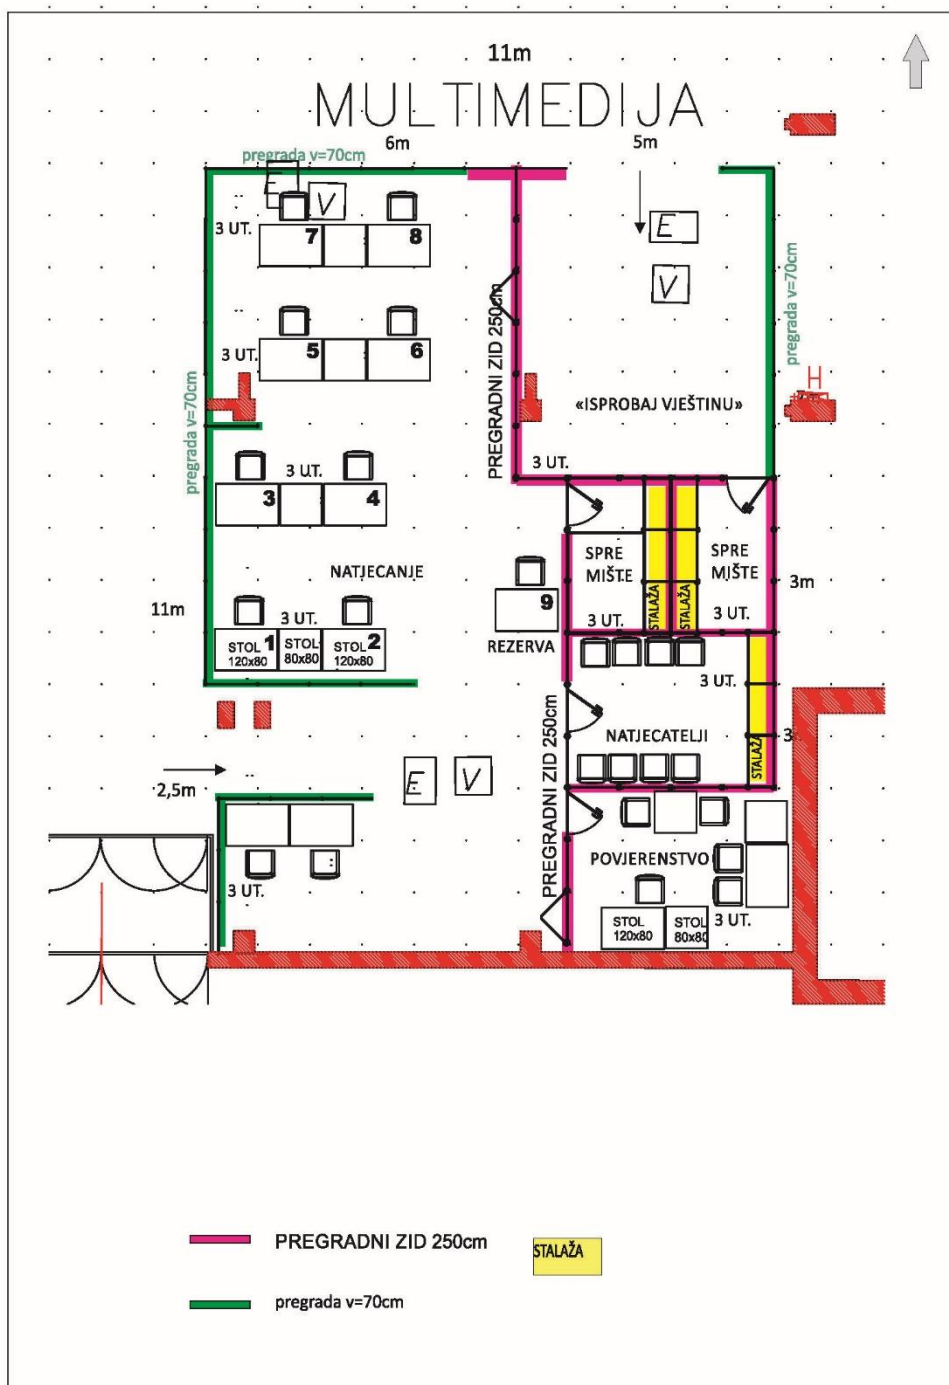 11m
MULTIMEDIJA
6m
5m
pregrada v=70cm
E
V
3 UT.
7
8
E
V
pregrada v=70cm
3 UT.
5
6
PREGRADNI ZID 250cm
H
«ISPROBAJ VJEŠTINU»
pregrada v=70cm
3 UT.
3
4
3 UT.
SPRE
MIŠTE
STALAŽA
STALAŽA
SPRE
MIŠTE
3 UT.
3 UT.
3m
NATJECANJE
9
REZERVA
11m
3 UT.
STOL 1
120x80
STOL
80x80
STOL 2
120x80
3 UT.
NATJECATELJI
STALAŽA
3
PREGRADNI ZID 250cm
2,5m
E
V
3 UT.
POVJERENSTVO
STOL
120x80
STOL
80x80
3 UT.
PREGRADNI ZID 250cm
STALAŽA
pregrada v=70cm